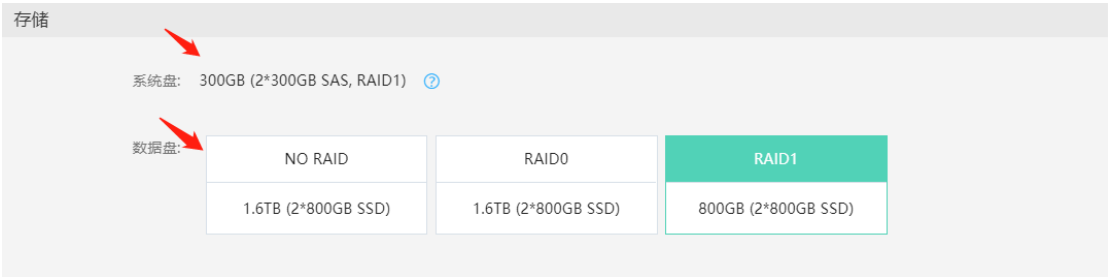 存储
系统盘: 300GB (2*300GB SAS, RAID1) ?
数据盘:
NO RAID RAID0 RAID1
1.6TB (2*800GB SSD) 1.6TB (2*800GB SSD) 800GB (2*800GB SSD)